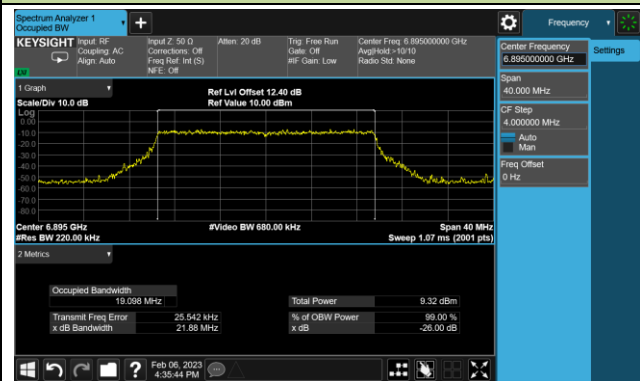 Spectrum Analyzer 1
Occupied BW
+
Frequency
KEYSIGHT
Input: RF
Coupling: AC
Align: Auto
Input Z: 50 Ω
Corrections: Off
Freq Ref: Int (S)
NFE: Off
Atten: 20 dB
Trig: Free Run
Gate: Off
#IF Gain: Low
Center Freq: 6.895000000 GHz
Avg|Hold:>10/10
Radio Std: None
Center Frequency
6.895000000 GHz
Settings
Span
40.000 MHz
CF Step
4.000000 MHz
Auto
Man
Freq Offset
0 Hz
1 Graph
Scale/Div 10.0 dB
Ref Lvl Offset 12.40 dB
Ref Value 10.00 dBm
Log
0.00
-10.0
-20.0
-30.0
-40.0
-50.0
-60.0
-70.0
-80.0
Center 6.895 GHz
#Res BW 220.00 kHz
#Video BW 680.00 kHz
Span 40 MHz
Sweep 1.07 ms (2001 pts)
2 Metrics
Occupied Bandwidth
19.098 MHz
Total Power 9.32 dBm
Transmit Freq Error 25.542 kHz
% of OBW Power 99.00 %
x dB Bandwidth 21.88 MHz
x dB -26.00 dB
?
Feb 06, 2023
4:35:44 PM